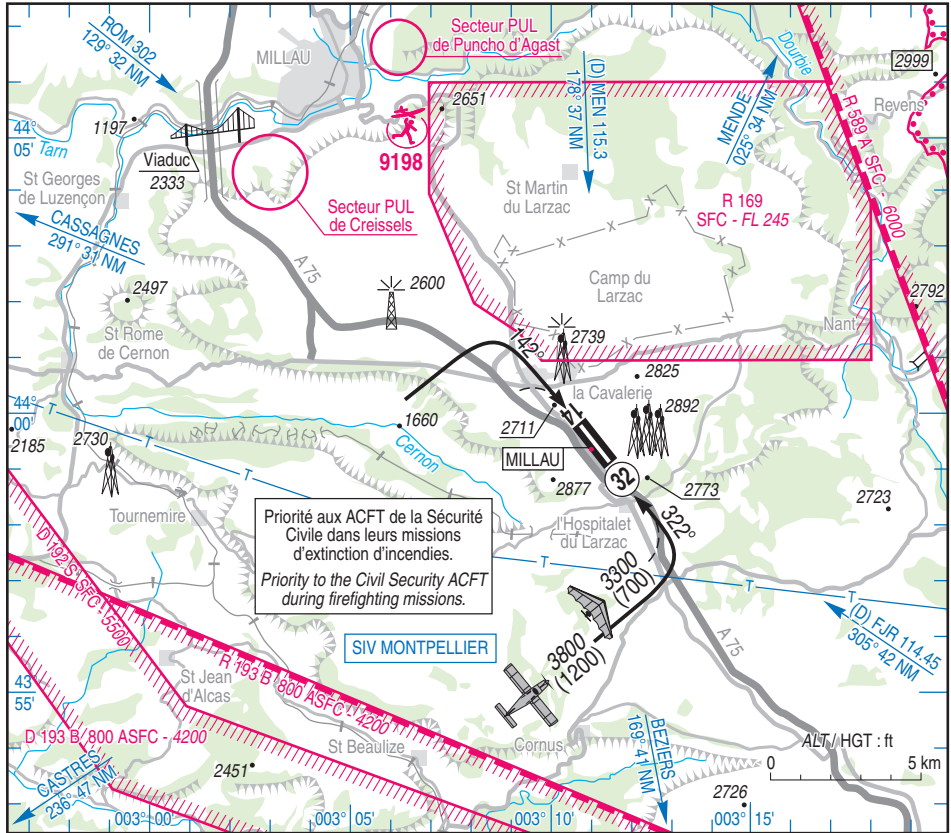 ROM 302
129° 32 NM
MILLAU
Secteur PUL
de Puncho d'Agast
(D) MEN 115.3
178° 37 NM
Dourbie
2999
Revens
2651
1197
44°
05'
Tarn
Viaduc
2333
9198
MENDE
025° 34 NM
R 589 A SFC - 6000
St Georges
de Luzençon
St Martin
du Larzac
R 169
SFC - FL 245
Secteur PUL
de Creissels
CASSAGNES
291° 31 NM
A 75
2497
2600
Camp du
Larzac
2792
St Rome
de Cernon
Nant
142°
2739
2825
la Cavalerie
44°
00'
T
T
1660
2892
2711
14
2185
2730
Cernon
MILLAU
2877
32
2773
2723
Tournemire
l'Hospitalet
du Larzac
322°
Priorité aux ACFT de la Sécurité
Civile dans leurs missions
d'extinction d'incendies.
Priority to the Civil Security ACFT
during firefighting missions.
3300
(700)
T
T
T
D 192 S SFC - 5500
3800
(1200)
(D) FJR 114.45
305° 42 NM
SIV MONTPELLIER
A 75
R 193 B 800 ASFC - 4200
43°
55'
St Jean
d'Alcas
D 193 B 800 ASFC - 4200
St Beaulize
Cornus
BEZIERS
169° 41 NM
ALT / HGT : ft
0
5 km
CASTRES
236° 47 NM
2451
2726
003° 00'
003° 05'
003° 10'
003° 15'